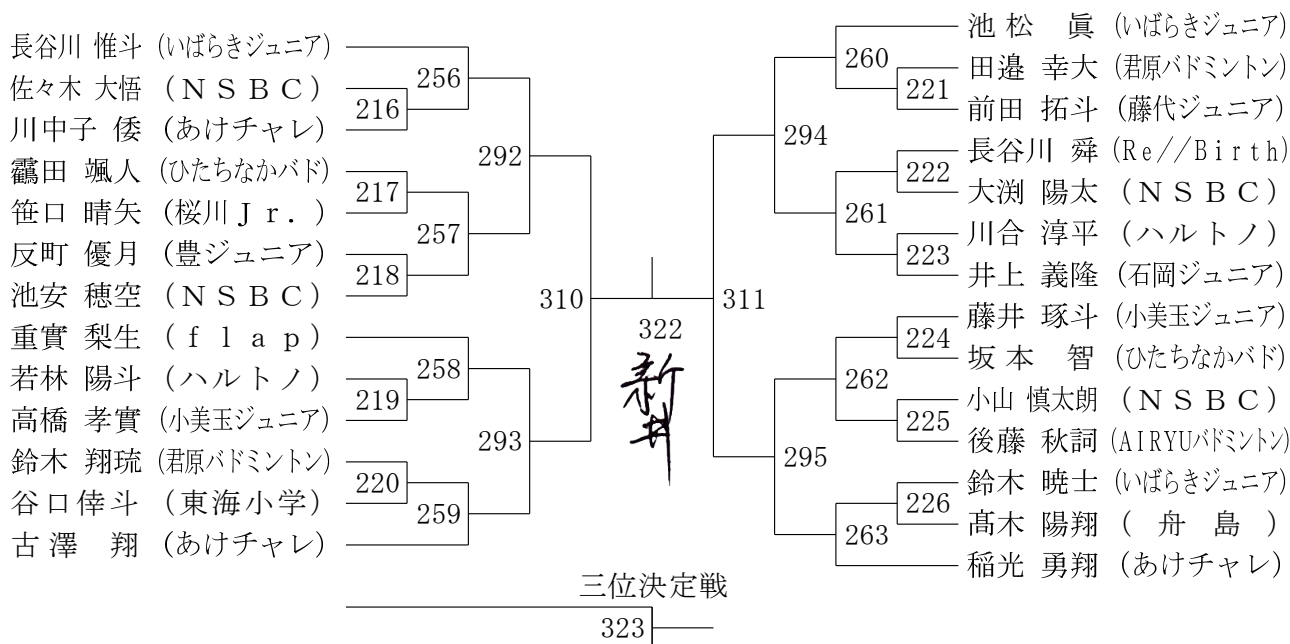 長谷川 惟斗 (いばらきジュニア)
佐々木 大悟 (NSBC)
川中子 倭 (あけチャレ)
靍田 颯人 (ひたちなかバド)
笹口 晴矢 (桜川Jr.)
反町 優月 (豊ジュニア)
池安 穂空 (NSBC)
重實 梨生 (flap)
若林 陽斗 (ハルトノ)
高橋 孝實 (小美玉ジュニア)
鈴木 翔琉 (君原バドミントン)
谷口倖斗 (東海小学)
古澤 翔 (あけチャレ)
216
217
218
219
220
256
257
258
259
292
293
310
322
新井
311
294
295
260
261
262
263
221
222
223
224
225
226
池松 眞 (いばらきジュニア)
田邉 幸大 (君原バドミントン)
前田 拓斗 (藤代ジュニア)
長谷川 舜 (Re//Birth)
大渕 陽太 (NSBC)
川合 淳平 (ハルトノ)
井上 義隆 (石岡ジュニア)
藤井 琢斗 (小美玉ジュニア)
坂本 智 (ひたちなかバド)
小山 慎太朗 (NSBC)
後藤 秋詞 (AIRYUバドミントン)
鈴木 暁士 (いばらきジュニア)
髙木 陽翔 (舟島)
稲光 勇翔 (あけチャレ)
三位決定戦
323